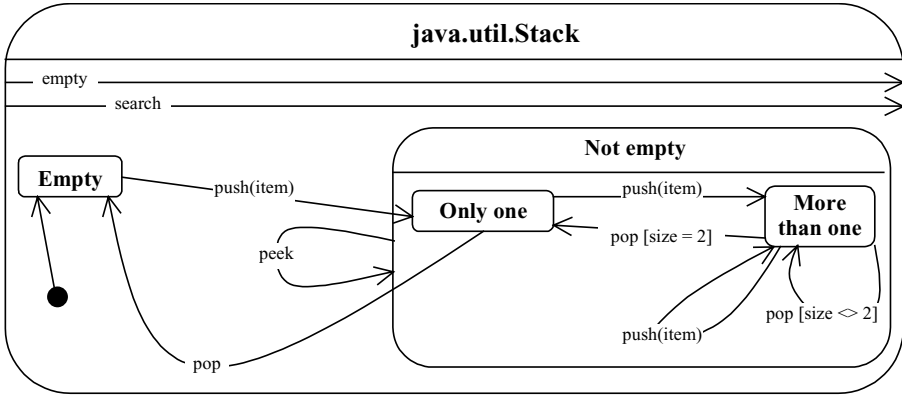 java.util.Stack
empty
search
Not empty
Empty
push(item)
Only one
push(item)
More
than one
pop [size = 2]
peek
pop [size <> 2]
push(item)
pop